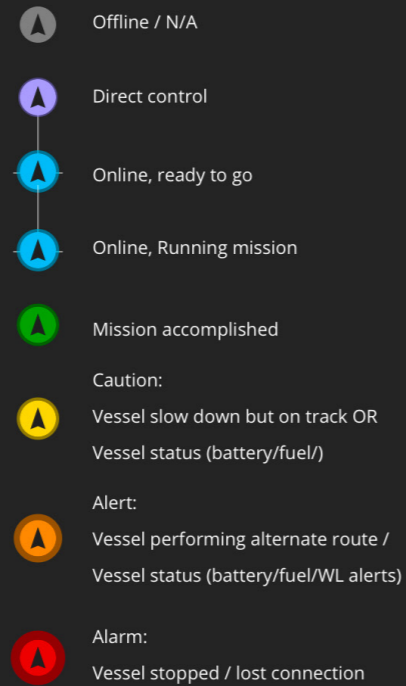 Offline / N/A
Direct control
Online, ready to go
Online, Running mission
Mission accomplished
Caution:
Vessel slow down but on track OR
Vessel status (battery/fuel/)
Alert:
Vessel performing alternate route /
Vessel status (battery/fuel/WL alerts)
Alarm:
Vessel stopped / lost connection